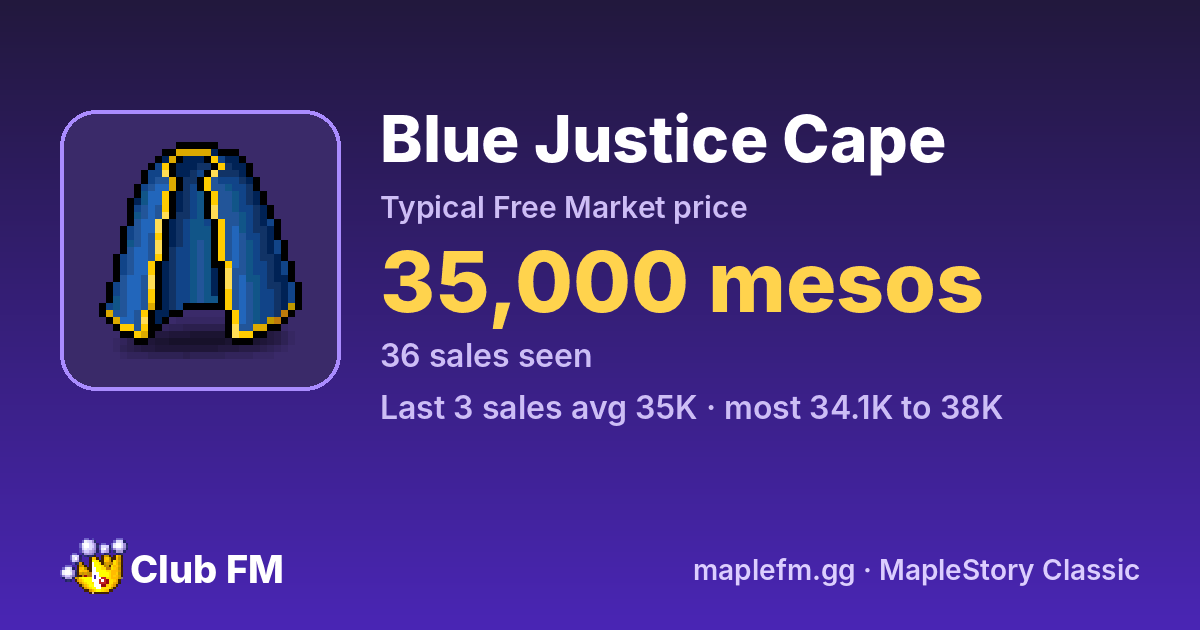 Blue Justice Cape
Typical Free Market price
35,000 mesos
36 sales seen
Last 3 sales avg 35K · most 34.1K to 38K
Club FM
maplefm.gg · MapleStory Classic